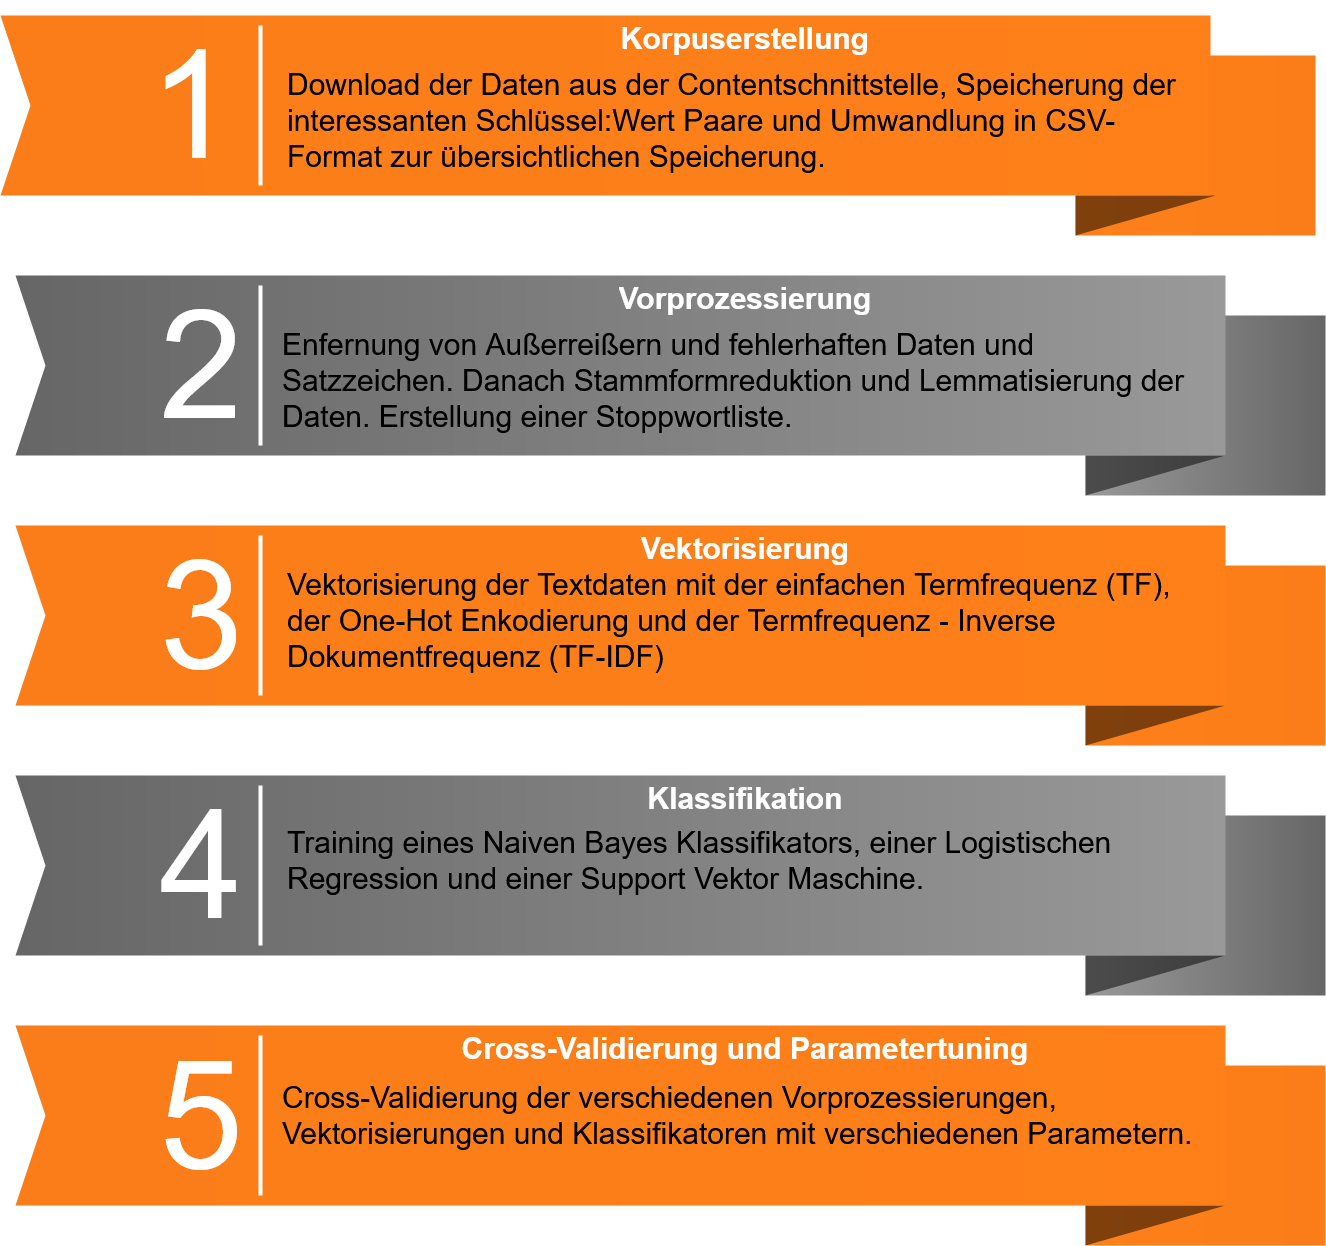 1
Korpuserstellung
Download der Daten aus der Contentschnittstelle, Speicherung der
interessanten Schlüssel:Wert Paare und Umwandlung in CSV-
Format zur übersichtlichen Speicherung.
2
Vorprozessierung
Enfernung von Außerreißern und fehlerhaften Daten und
Satzzeichen. Danach Stammformreduktion und Lemmatisierung der
Daten. Erstellung einer Stoppwortliste.
3
Vektorisierung
Vektorisierung der Textdaten mit der einfachen Termfrequenz (TF),
der One-Hot Enkodierung und der Termfrequenz - Inverse
Dokumentfrequenz (TF-IDF)
4
Klassifikation
Training eines Naiven Bayes Klassifikators, einer Logistischen
Regression und einer Support Vektor Maschine.
5
Cross-Validierung und Parametertuning
Cross-Validierung der verschiedenen Vorprozessierungen,
Vektorisierungen und Klassifikatoren mit verschiedenen Parametern.